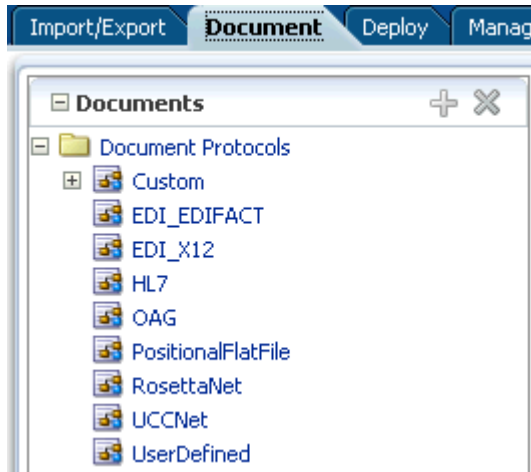 Import/Export Document Deploy Manag
Documents
Document Protocols
Custom
EDI_EDIFACT
EDI_X12
HL7
OAG
PositionalFlatFile
RosettaNet
UCCNet
UserDefined